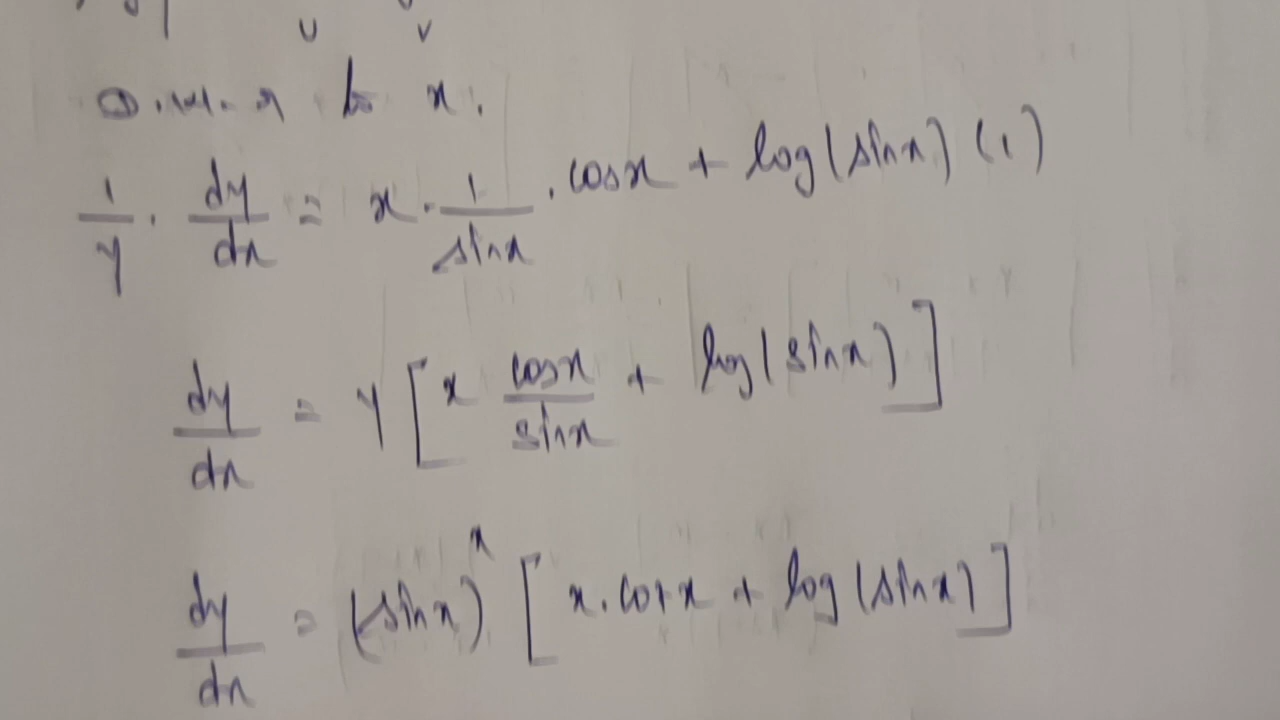 u v
D.w.r to x.
1/y · dy/dx = x · 1/sinx · cosx + log(sinx) (1)
dy/dx = y [x cosx/sinx + log(sinx)]
dy/dx = (sinx)^x [x. cotx + log(sinx)]